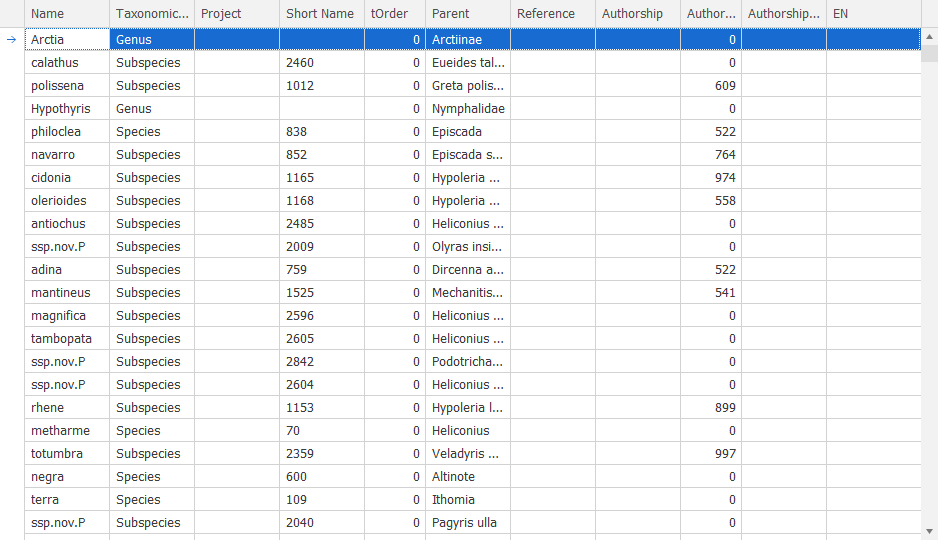 Name Taxonomic... Project Short Name tOrder Parent Reference Authorship Author... Authorship... EN
Arctia Genus 0 Arctiinae 0
calathus Subspecies 2460 0 Eueides tal... 0
polissena Subspecies 1012 0 Greta polis... 609
Hypothyris Genus 0 Nymphalidae 0
philoclea Species 838 0 Episcada 522
navarro Subspecies 852 0 Episcada s... 764
cidonia Subspecies 1165 0 Hypoleria ... 974
olerioides Subspecies 1168 0 Hypoleria ... 558
antiochus Subspecies 2485 0 Heliconius ... 0
ssp.nov.P Subspecies 2009 0 Olyras insi... 0
adina Subspecies 759 0 Dircenna a... 522
mantineus Subspecies 1525 0 Mechanitis... 541
magnifica Subspecies 2596 0 Heliconius ... 0
tambopata Subspecies 2605 0 Heliconius ... 0
ssp.nov.P Subspecies 2842 0 Podotricha... 0
ssp.nov.P Subspecies 2604 0 Heliconius ... 0
rhene Subspecies 1153 0 Hypoleria l... 899
metharme Species 70 0 Heliconius 0
totumbra Subspecies 2359 0 Veladyris ... 997
negra Species 600 0 Altinote 0
terra Species 109 0 Ithomia 0
ssp.nov.P Subspecies 2040 0 Pagyris ulla 0